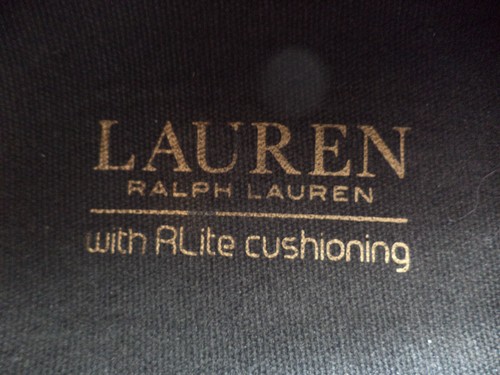 LAUREN
RALPH LAUREN
with RLite cushioning